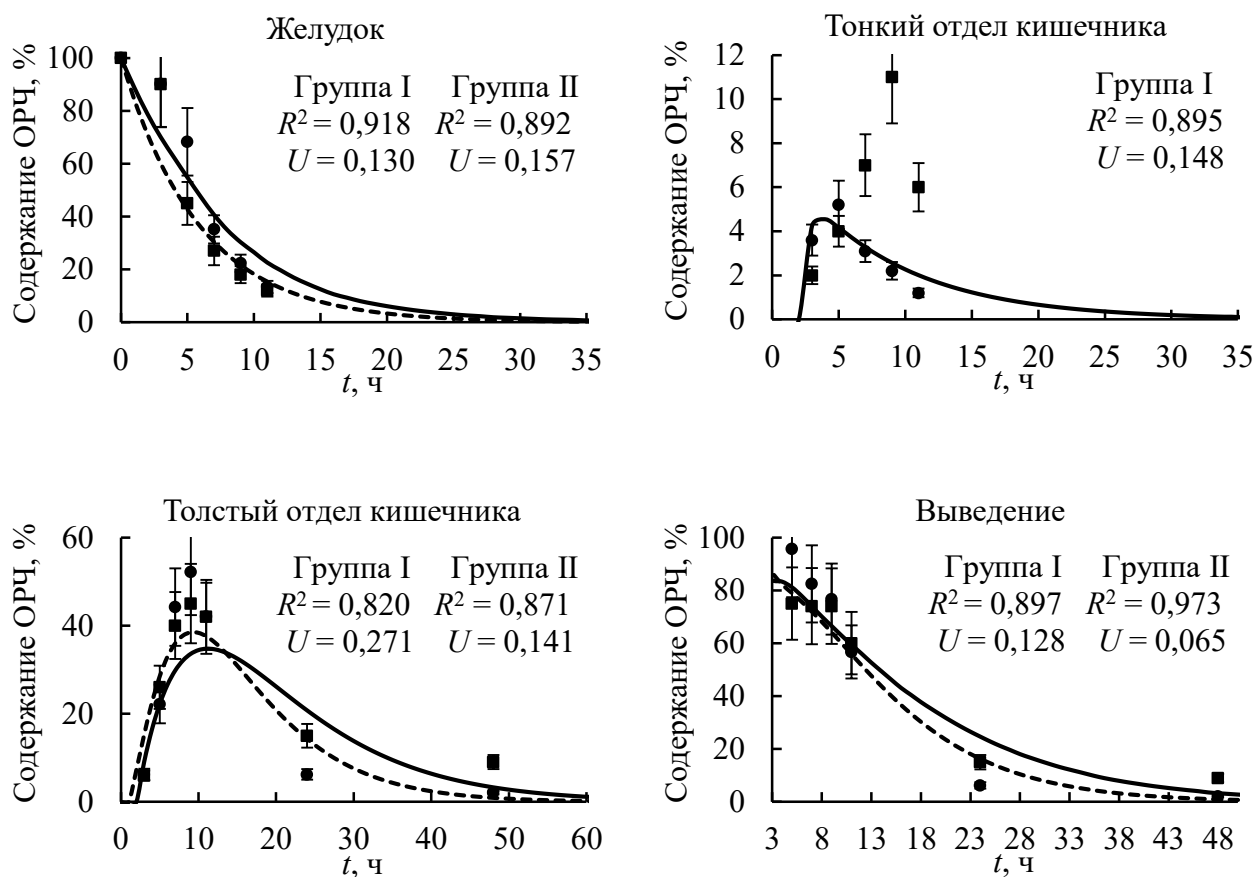 Желудок
Содержание ОРЧ, %
100
80
60
40
20
0
Группа I Группа II
R² = 0,918 R² = 0,892
U = 0,130 U = 0,157
0 5 10 15 20 25 30 35
t, ч
Тонкий отдел кишечника
Содержание ОРЧ, %
12
10
8
6
4
2
0
Группа I
R² = 0,895
U = 0,148
0 5 10 15 20 25 30 35
t, ч
Толстый отдел кишечника
Содержание ОРЧ, %
60
40
20
0
Группа I Группа II
R² = 0,820 R² = 0,871
U = 0,271 U = 0,141
0 10 20 30 40 50 60
t, ч
Выведение
Содержание ОРЧ, %
100
80
60
40
20
0
Группа I Группа II
R² = 0,897 R² = 0,973
U = 0,128 U = 0,065
3 8 13 18 23 28 33 38 43 48
t, ч